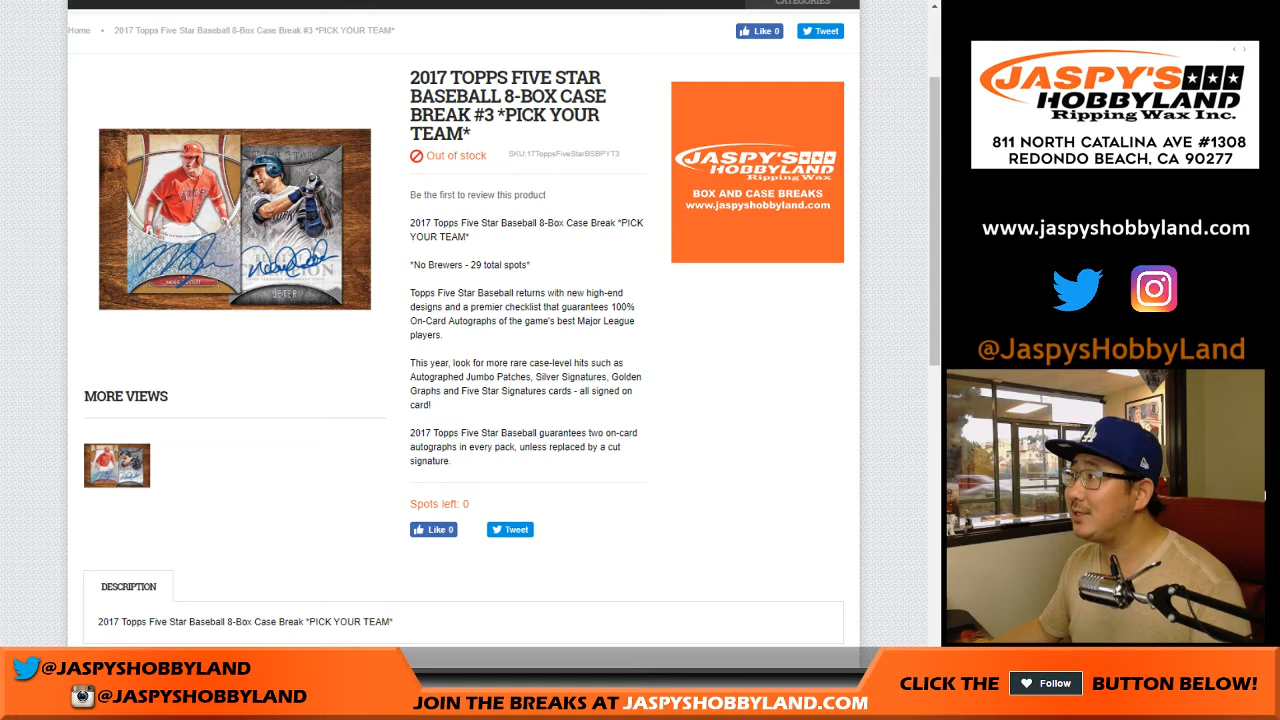 CATEGORIES
Home • 2017 Topps Five Star Baseball 8-Box Case Break #3 *PICK YOUR TEAM*
Like 0
Tweet
2017 TOPPS FIVE STAR
BASEBALL 8-BOX CASE
BREAK #3 *PICK YOUR
TEAM*
Out of stock
SKU:17ToppsFiveStarBSBPYT3
Be the first to review this product
2017 Topps Five Star Baseball 8-Box Case Break *PICK
YOUR TEAM*
*No Brewers - 29 total spots*
Topps Five Star Baseball returns with new high-end
designs and a premier checklist that guarantees 100%
On-Card Autographs of the game's best Major League
players.
This year, look for more rare case-level hits such as
Autographed Jumbo Patches, Silver Signatures, Golden
Graphs and Five Star Signatures cards - all signed on
card!
2017 Topps Five Star Baseball guarantees two on-card
autographs in every pack, unless replaced by a cut
signature.
Spots left: 0
Like 0
Tweet
MIKE TROUT
JETER
MORE VIEWS
DESCRIPTION
2017 Topps Five Star Baseball 8-Box Case Break *PICK YOUR TEAM*
JASPY'S
HOBBYLAND
Ripping Wax
BOX AND CASE BREAKS
www.jaspyshobbyland.com
JASPY'S
HOBBYLAND
Ripping Wax Inc.
811 NORTH CATALINA AVE #1308
REDONDO BEACH, CA 90277
www.jaspyshobbyland.com
@JaspysHobbyLand
@JASPYSHOBBYLAND
@JASPYSHOBBYLAND
JOIN THE BREAKS AT JASPYSHOBBYLAND.COM
CLICK THE Follow BUTTON BELOW!